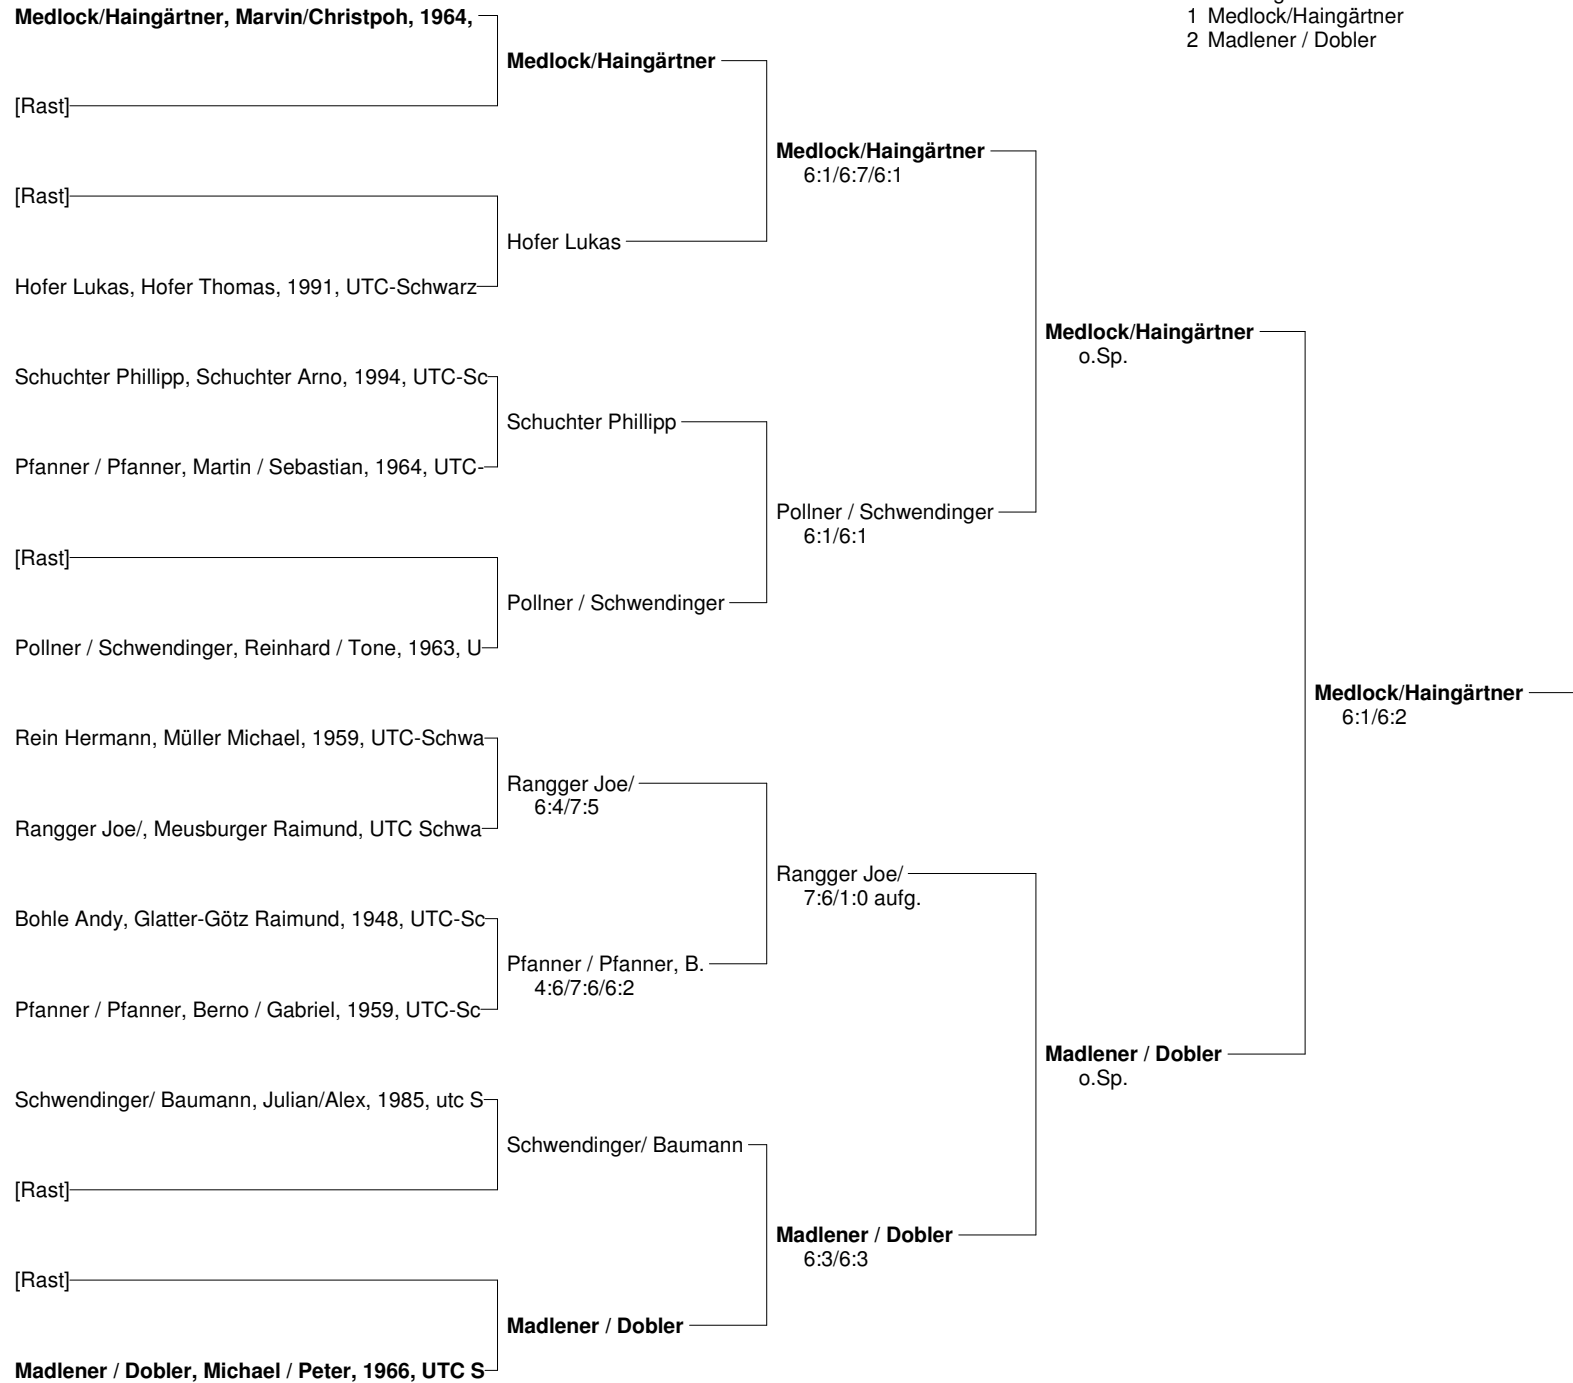 Medlock/Haingärtner, Marvin/Christpoh, 1964,
[Rast]
[Rast]
Hofer Lukas, Hofer Thomas, 1991, UTC-Schwarz
Schuchter Phillipp, Schuchter Arno, 1994, UTC-Sc
Pfanner / Pfanner, Martin / Sebastian, 1964, UTC-
[Rast]
Pollner / Schwendinger, Reinhard / Tone, 1963, U
Rein Hermann, Müller Michael, 1959, UTC-Schwa
Rangger Joe/, Meusburger Raimund, UTC Schwa
Bohle Andy, Glatter-Götz Raimund, 1948, UTC-Sc
Pfanner / Pfanner, Berno / Gabriel, 1959, UTC-Sc
Schwendinger/ Baumann, Julian/Alex, 1985, utc S
[Rast]
[Rast]
Madlener / Dobler, Michael / Peter, 1966, UTC S
Medlock/Haingärtner
Hofer Lukas
Schuchter Phillipp
Pollner / Schwendinger
Rangger Joe/
6:4/7:5
Pfanner / Pfanner, B.
4:6/7:6/6:2
Schwendinger/ Baumann
Madlener / Dobler
Medlock/Haingärtner
6:1/6:7/6:1
Pollner / Schwendinger
6:1/6:1
Rangger Joe/
7:6/1:0 aufg.
Madlener / Dobler
6:3/6:3
Medlock/Haingärtner
o.Sp.
Madlener / Dobler
o.Sp.
Medlock/Haingärtner
6:1/6:2
1 Medlock/Haingärtner
2 Madlener / Dobler